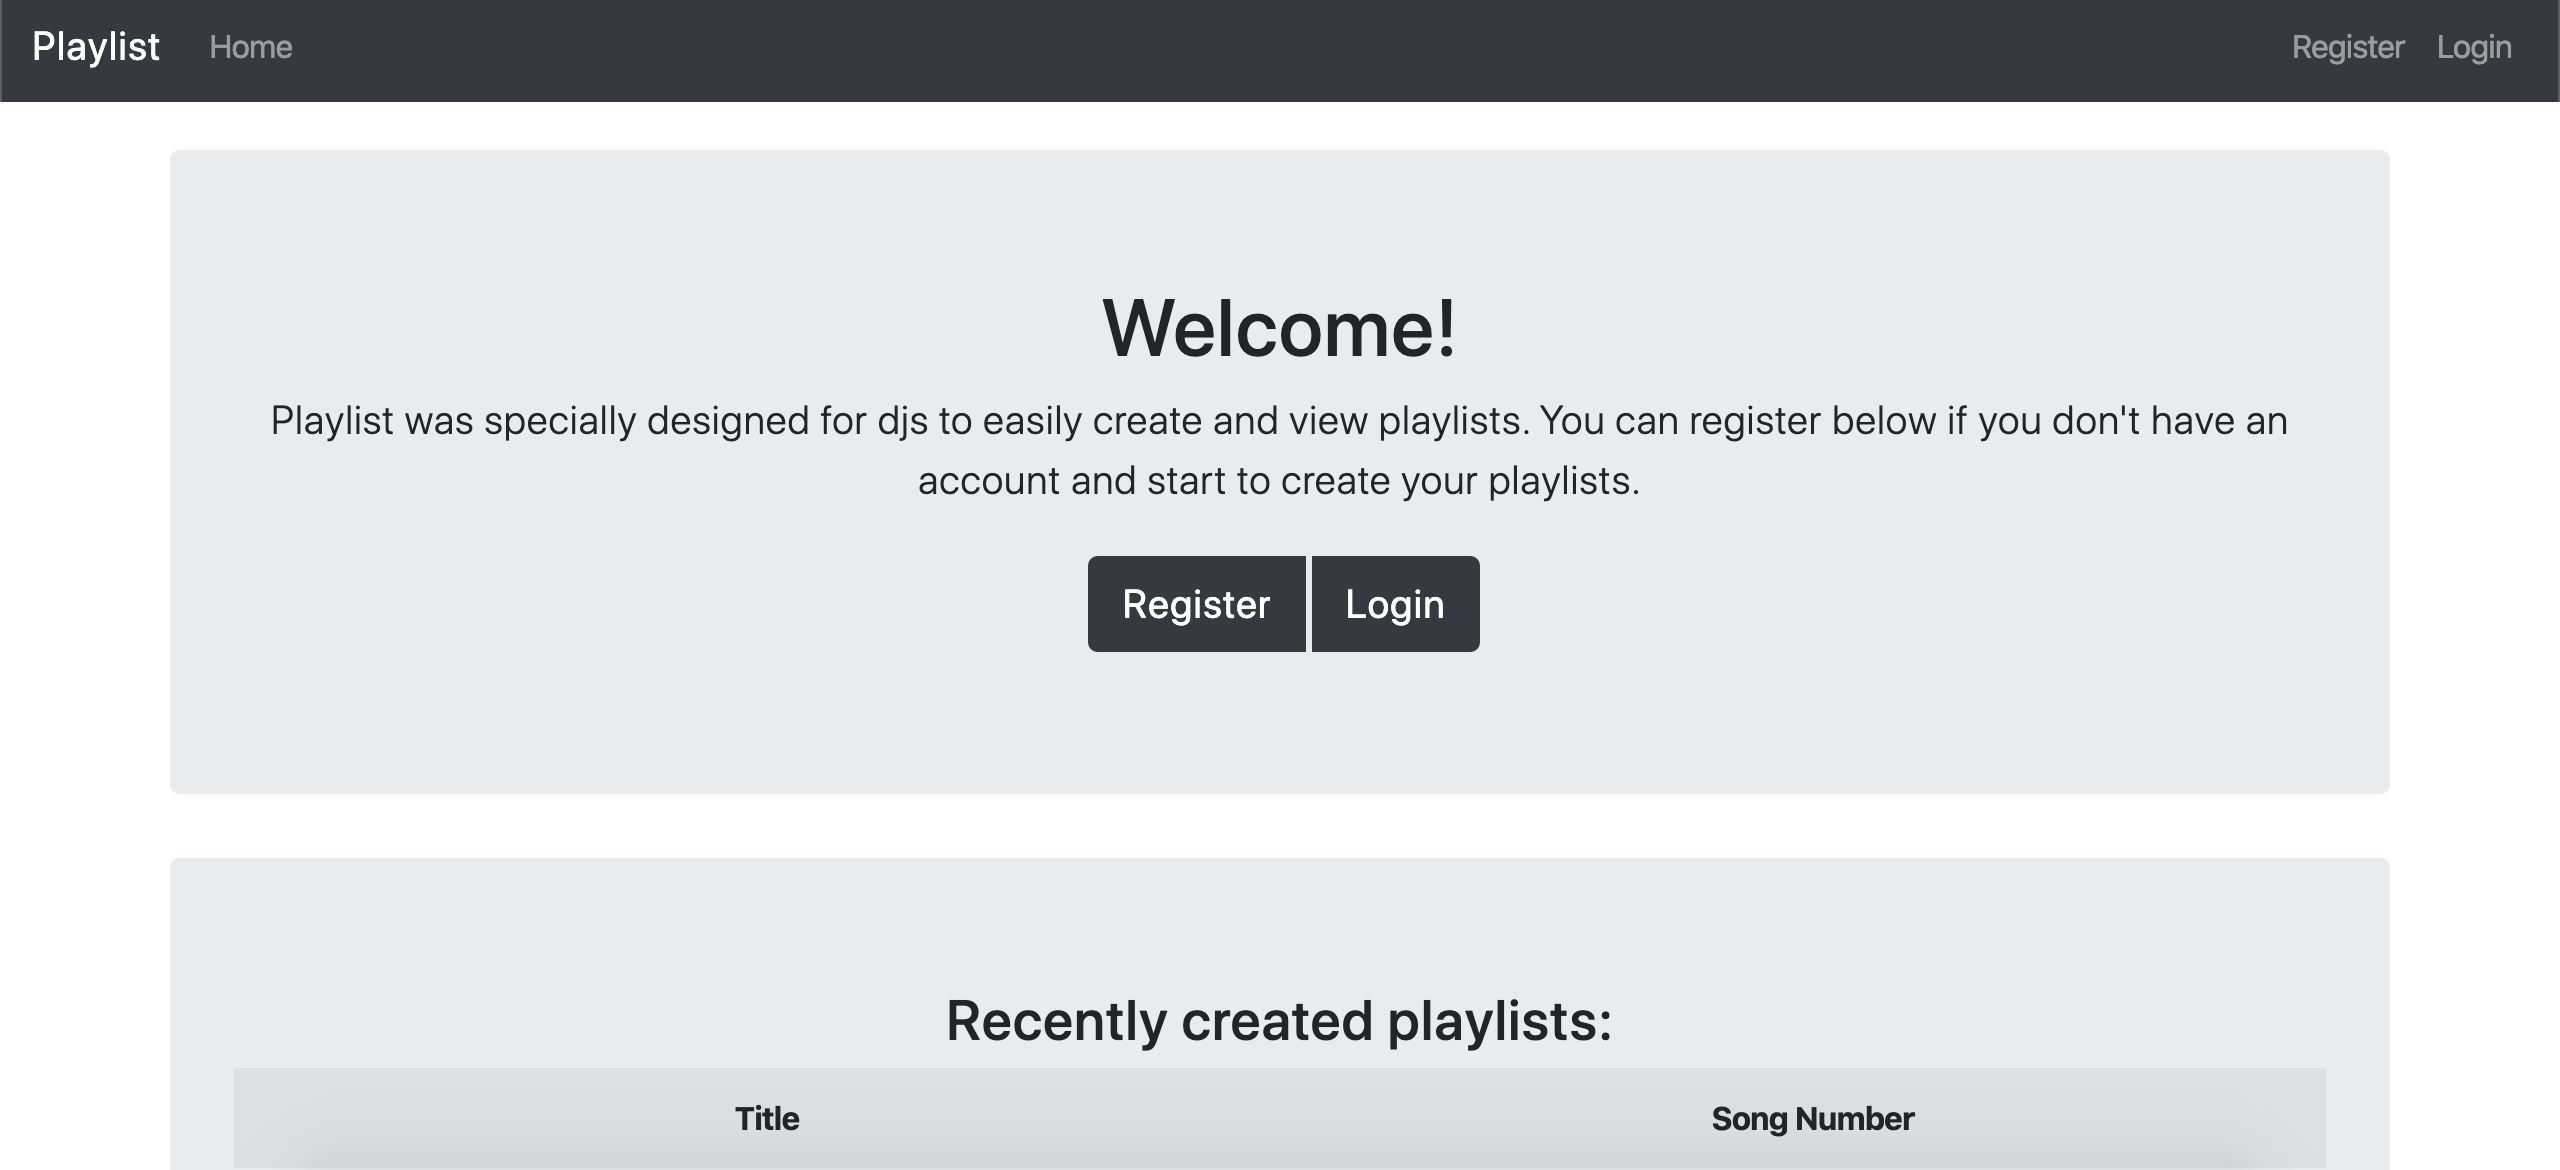 Playlist Home Register Login
Welcome!
Playlist was specially designed for djs to easily create and view playlists. You can register below if you don't have an
account and start to create your playlists.
Register Login
Recently created playlists:
Title Song Number